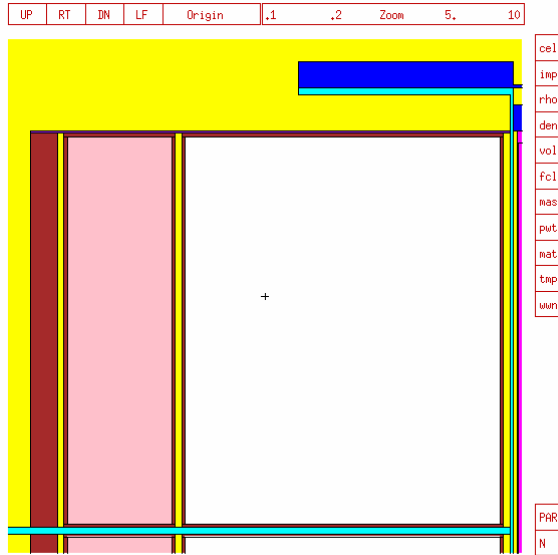 UP RT DN LF Origin .1 .2 Zoom 5. 10
cel
imp
rho
den
vol
fcl
mas
pwt
mat
tmp
wwn
PAR
N